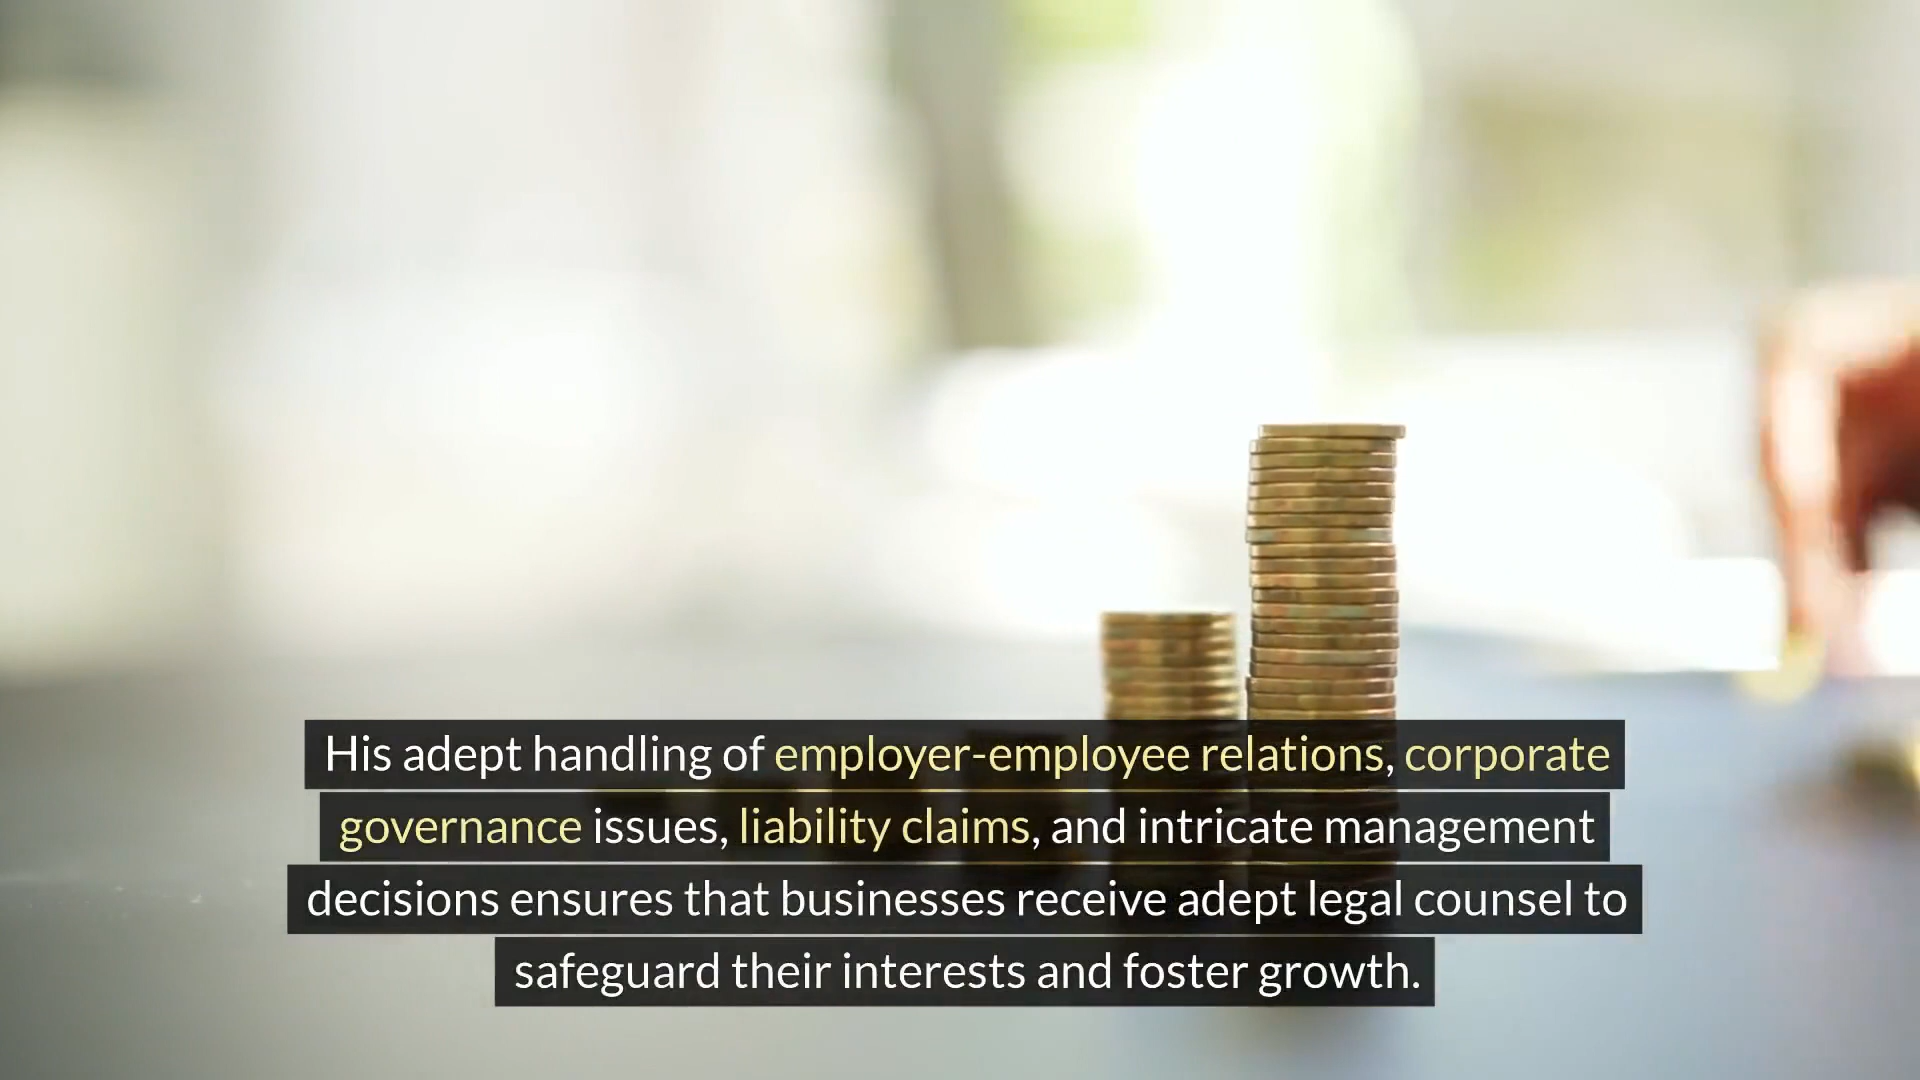 His adept handling of employer-employee relations, corporate
governance issues, liability claims, and intricate management
decisions ensures that businesses receive adept legal counsel to
safeguard their interests and foster growth.